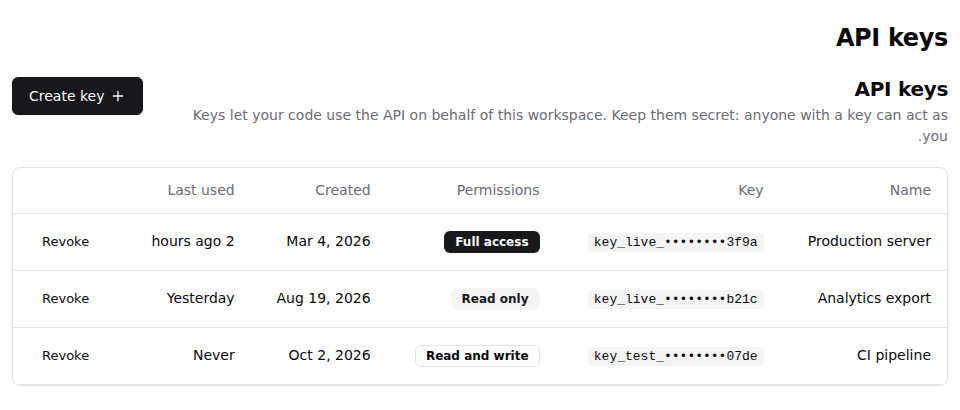 API keys
API keys
Keys let your code use the API on behalf of this workspace. Keep them secret: anyone with a key can act as
.you
Create key +
Name Key Permissions Created Last used
Production server key_live_••••••••3f9a Full access Mar 4, 2026 hours ago 2 Revoke
Analytics export key_live_••••••••b21c Read only Aug 19, 2026 Yesterday Revoke
CI pipeline key_test_••••••••07de Read and write Oct 2, 2026 Never Revoke